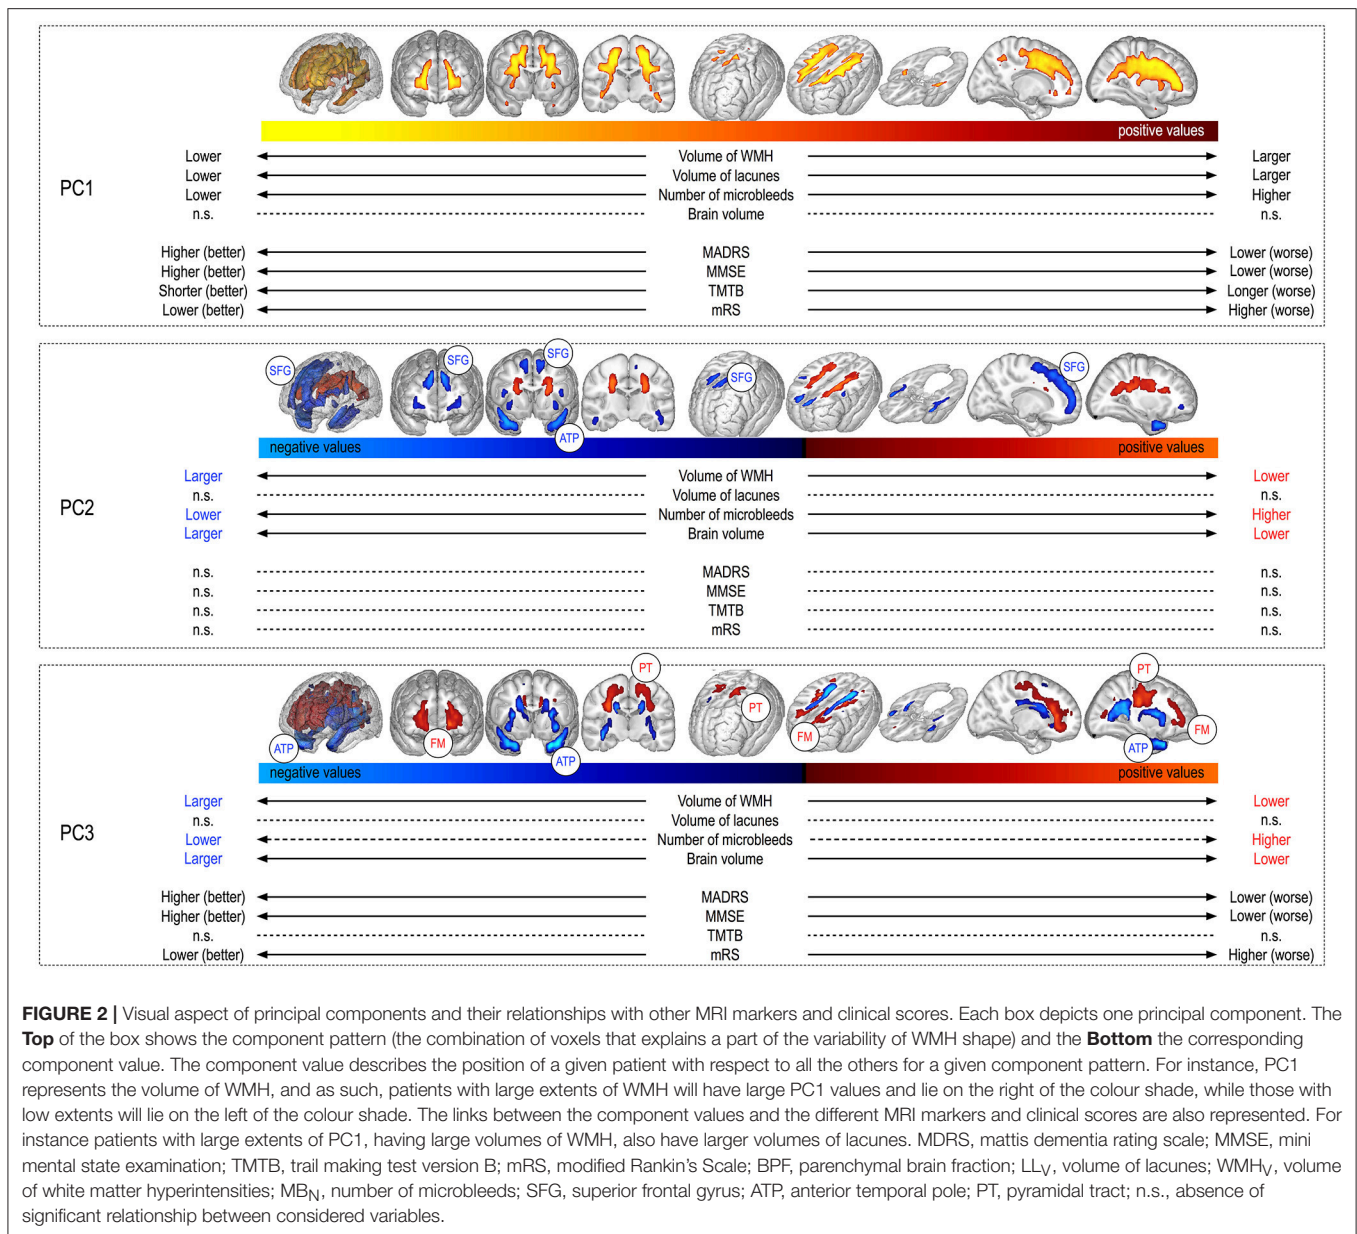 positive values
Lower Volume of WMH Larger
Lower Volume of lacunes Larger
PC1
Lower Number of microbleeds Higher
n.s. Brain volume n.s.
Higher (better) MADRS Lower (worse)
Higher (better) MMSE Lower (worse)
Shorter (better) TMTB Longer (worse)
Lower (better) mRS Higher (worse)
SFG SFG SFG SFG SFG
ATP
negative values positive values
Larger Volume of WMH Lower
n.s. Volume of lacunes n.s.
PC2
Lower Number of microbleeds Higher
Larger Brain volume Lower
n.s. MADRS n.s.
n.s. MMSE n.s.
n.s. TMTB n.s.
n.s. mRS n.s.
PT PT
PT
FM FM FM
ATP ATP ATP
negative values positive values
Larger Volume of WMH Lower
n.s. Volume of lacunes n.s.
PC3
Lower Number of microbleeds Higher
Larger Brain volume Lower
Higher (better) MADRS Lower (worse)
Higher (better) MMSE Lower (worse)
n.s. TMTB n.s.
Lower (better) mRS Higher (worse)
FIGURE 2 | Visual aspect of principal components and their relationships with other MRI markers and clinical scores. Each box depicts one principal component. The
Top of the box shows the component pattern (the combination of voxels that explains a part of the variability of WMH shape) and the Bottom the corresponding
component value. The component value describes the position of a given patient with respect to all the others for a given component pattern. For instance, PC1
represents the volume of WMH, and as such, patients with large extents of WMH will have large PC1 values and lie on the right of the colour shade, while those with
low extents will lie on the left of the colour shade. The links between the component values and the different MRI markers and clinical scores are also represented. For
instance patients with large extents of PC1, having large volumes of WMH, also have larger volumes of lacunes. MDRS, mattis dementia rating scale; MMSE, mini
mental state examination; TMTB, trail making test version B; mRS, modified Rankin's Scale; BPF, parenchymal brain fraction; LLV, volume of lacunes; WMHV, volume
of white matter hyperintensities; MBN, number of microbleeds; SFG, superior frontal gyrus; ATP, anterior temporal pole; PT, pyramidal tract; n.s., absence of
significant relationship between considered variables.